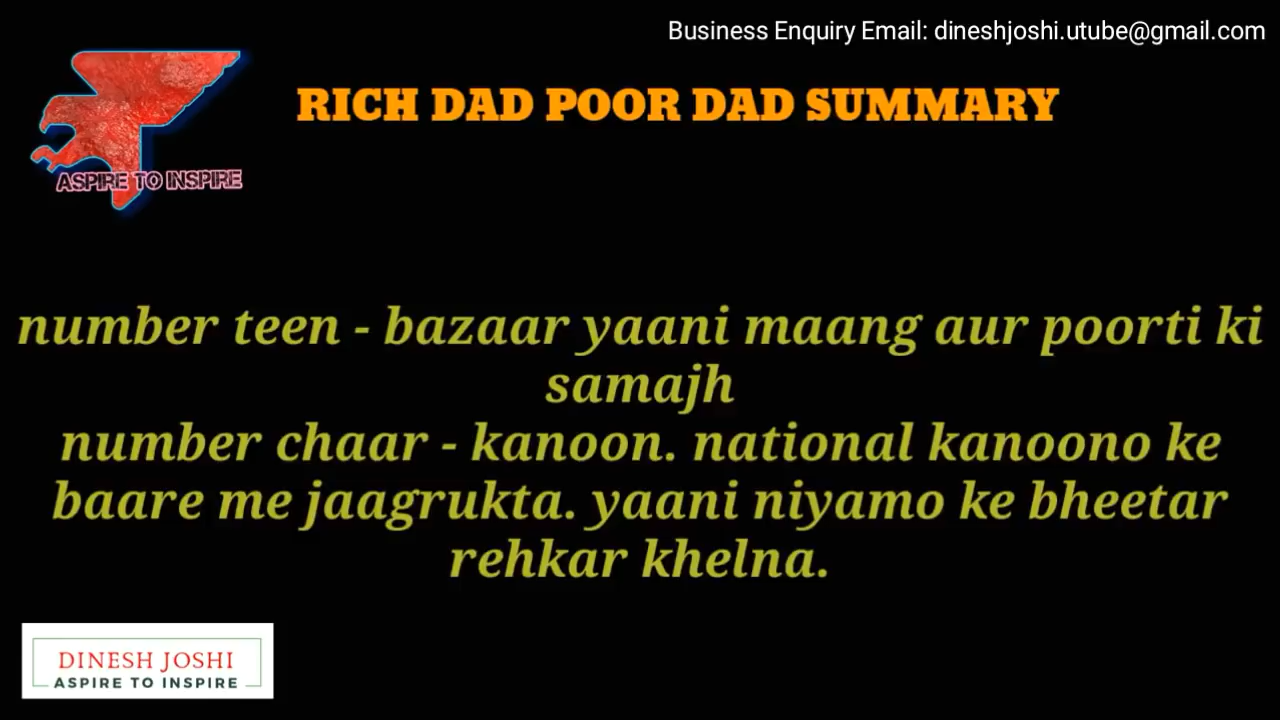 Business Enquiry Email: dineshjoshi.utube@gmail.com
RICH DAD POOR DAD SUMMARY
ASPIRE TO INSPIRE
number teen - bazaar yaani maang aur poorti ki
samajh
number chaar - kanoon. national kanoono ke
baare me jaagrukta. yaani niyamo ke bheetar
rehkar khelna.
DINESH JOSHI
ASPIRE TO INSPIRE